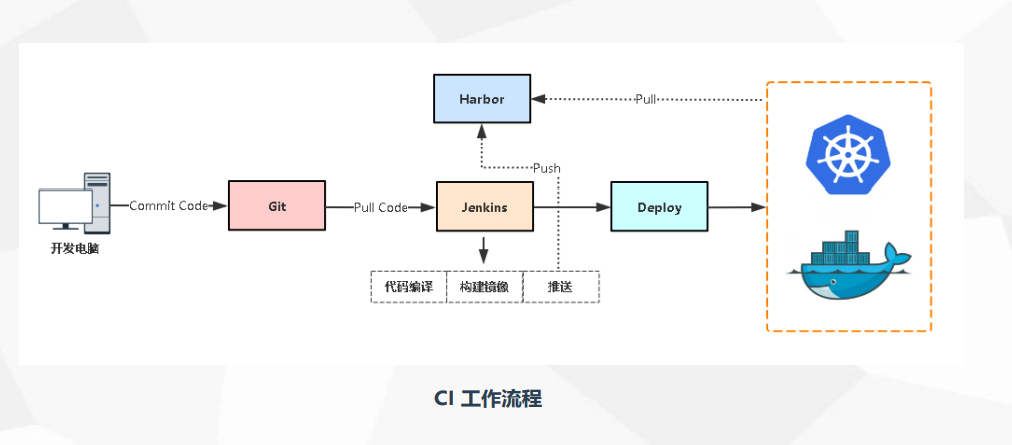 Harbor
Pull
Push
Commit Code
Git
Pull Code
Jenkins
Deploy
开发电脑
代码编译
构建镜像
推送
CI 工作流程